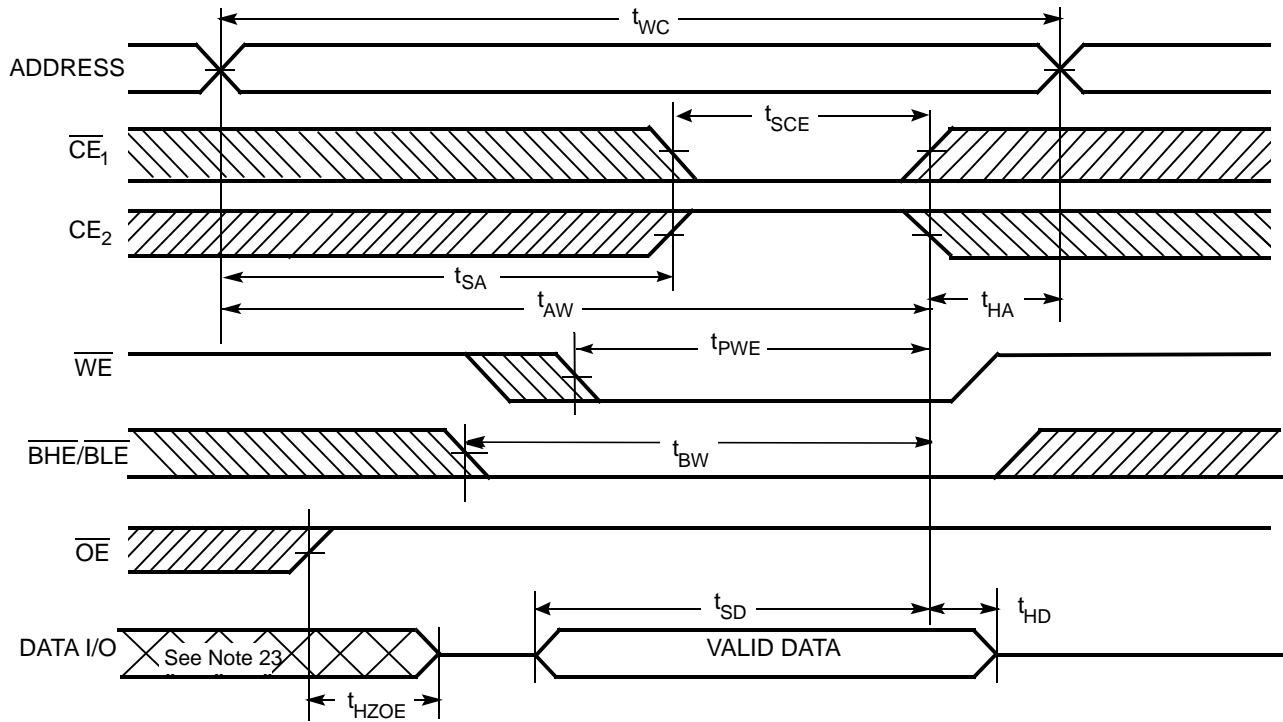 tWC
ADDRESS
tSCE
CE1
CE2
tSA
tAW
tHA
tPWE
WE
BHE/BLE
tBW
OE
tSD
tHD
DATA I/O
See Note 23
VALID DATA
tHZOE